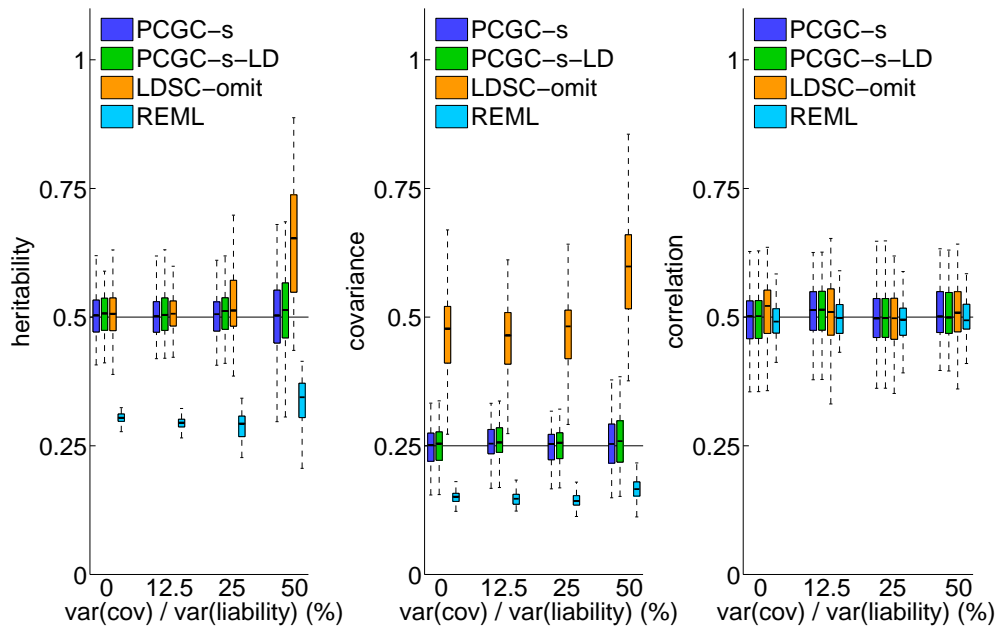 PCGC−s
PCGC−s−LD
LDSC−omit
REML
1
0.75
0.5
0.25
0
heritability
0 12.5 25 50
var(cov) / var(liability) (%)
PCGC−s
PCGC−s−LD
LDSC−omit
REML
1
0.75
0.5
0.25
0
covariance
0 12.5 25 50
var(cov) / var(liability) (%)
PCGC−s
PCGC−s−LD
LDSC−omit
REML
1
0.75
0.5
0.25
0
correlation
0 12.5 25 50
var(cov) / var(liability) (%)